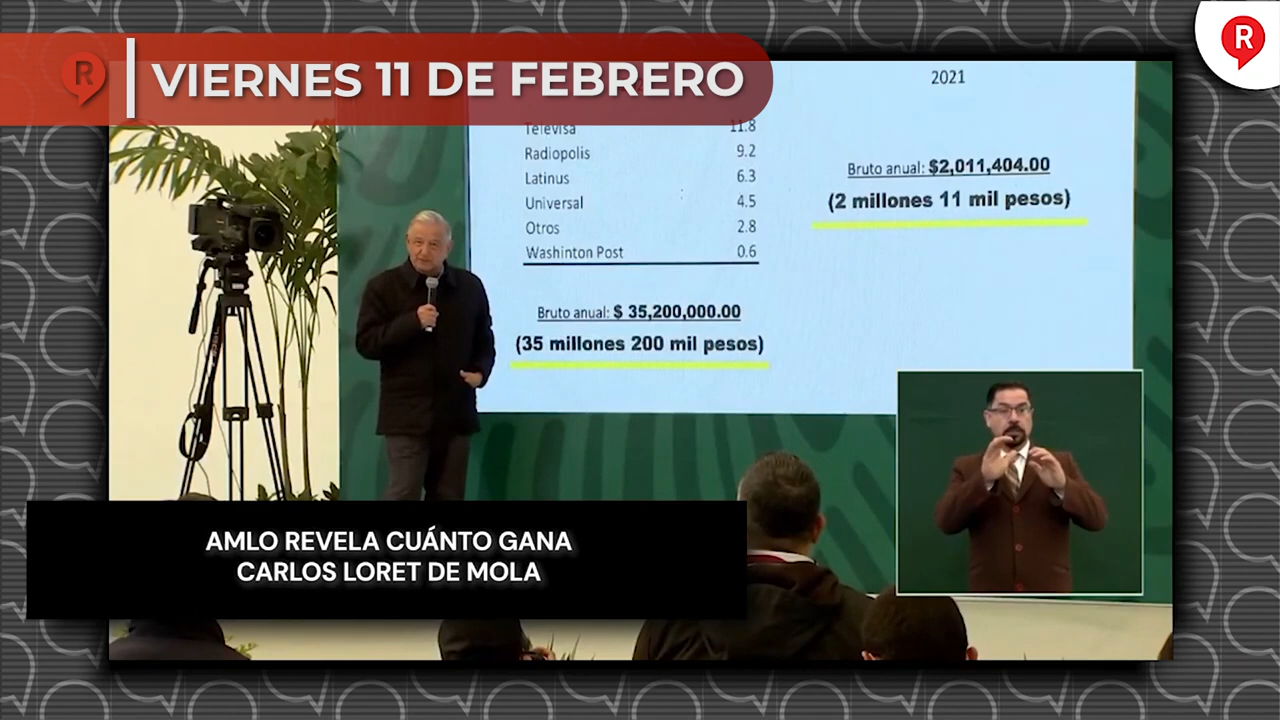 R
R
VIERNES 11 DE FEBRERO
2021
Televisa 11.8
Radiopolis 9.2
Latinus 6.3
Universal 4.5
Otros 2.8
Washinton Post 0.6
Bruto anual: $ 35,200,000.00
(35 millones 200 mil pesos)
Bruto anual: $2,011,404.00
(2 millones 11 mil pesos)
AMLO REVELA CUÁNTO GANA
CARLOS LORET DE MOLA